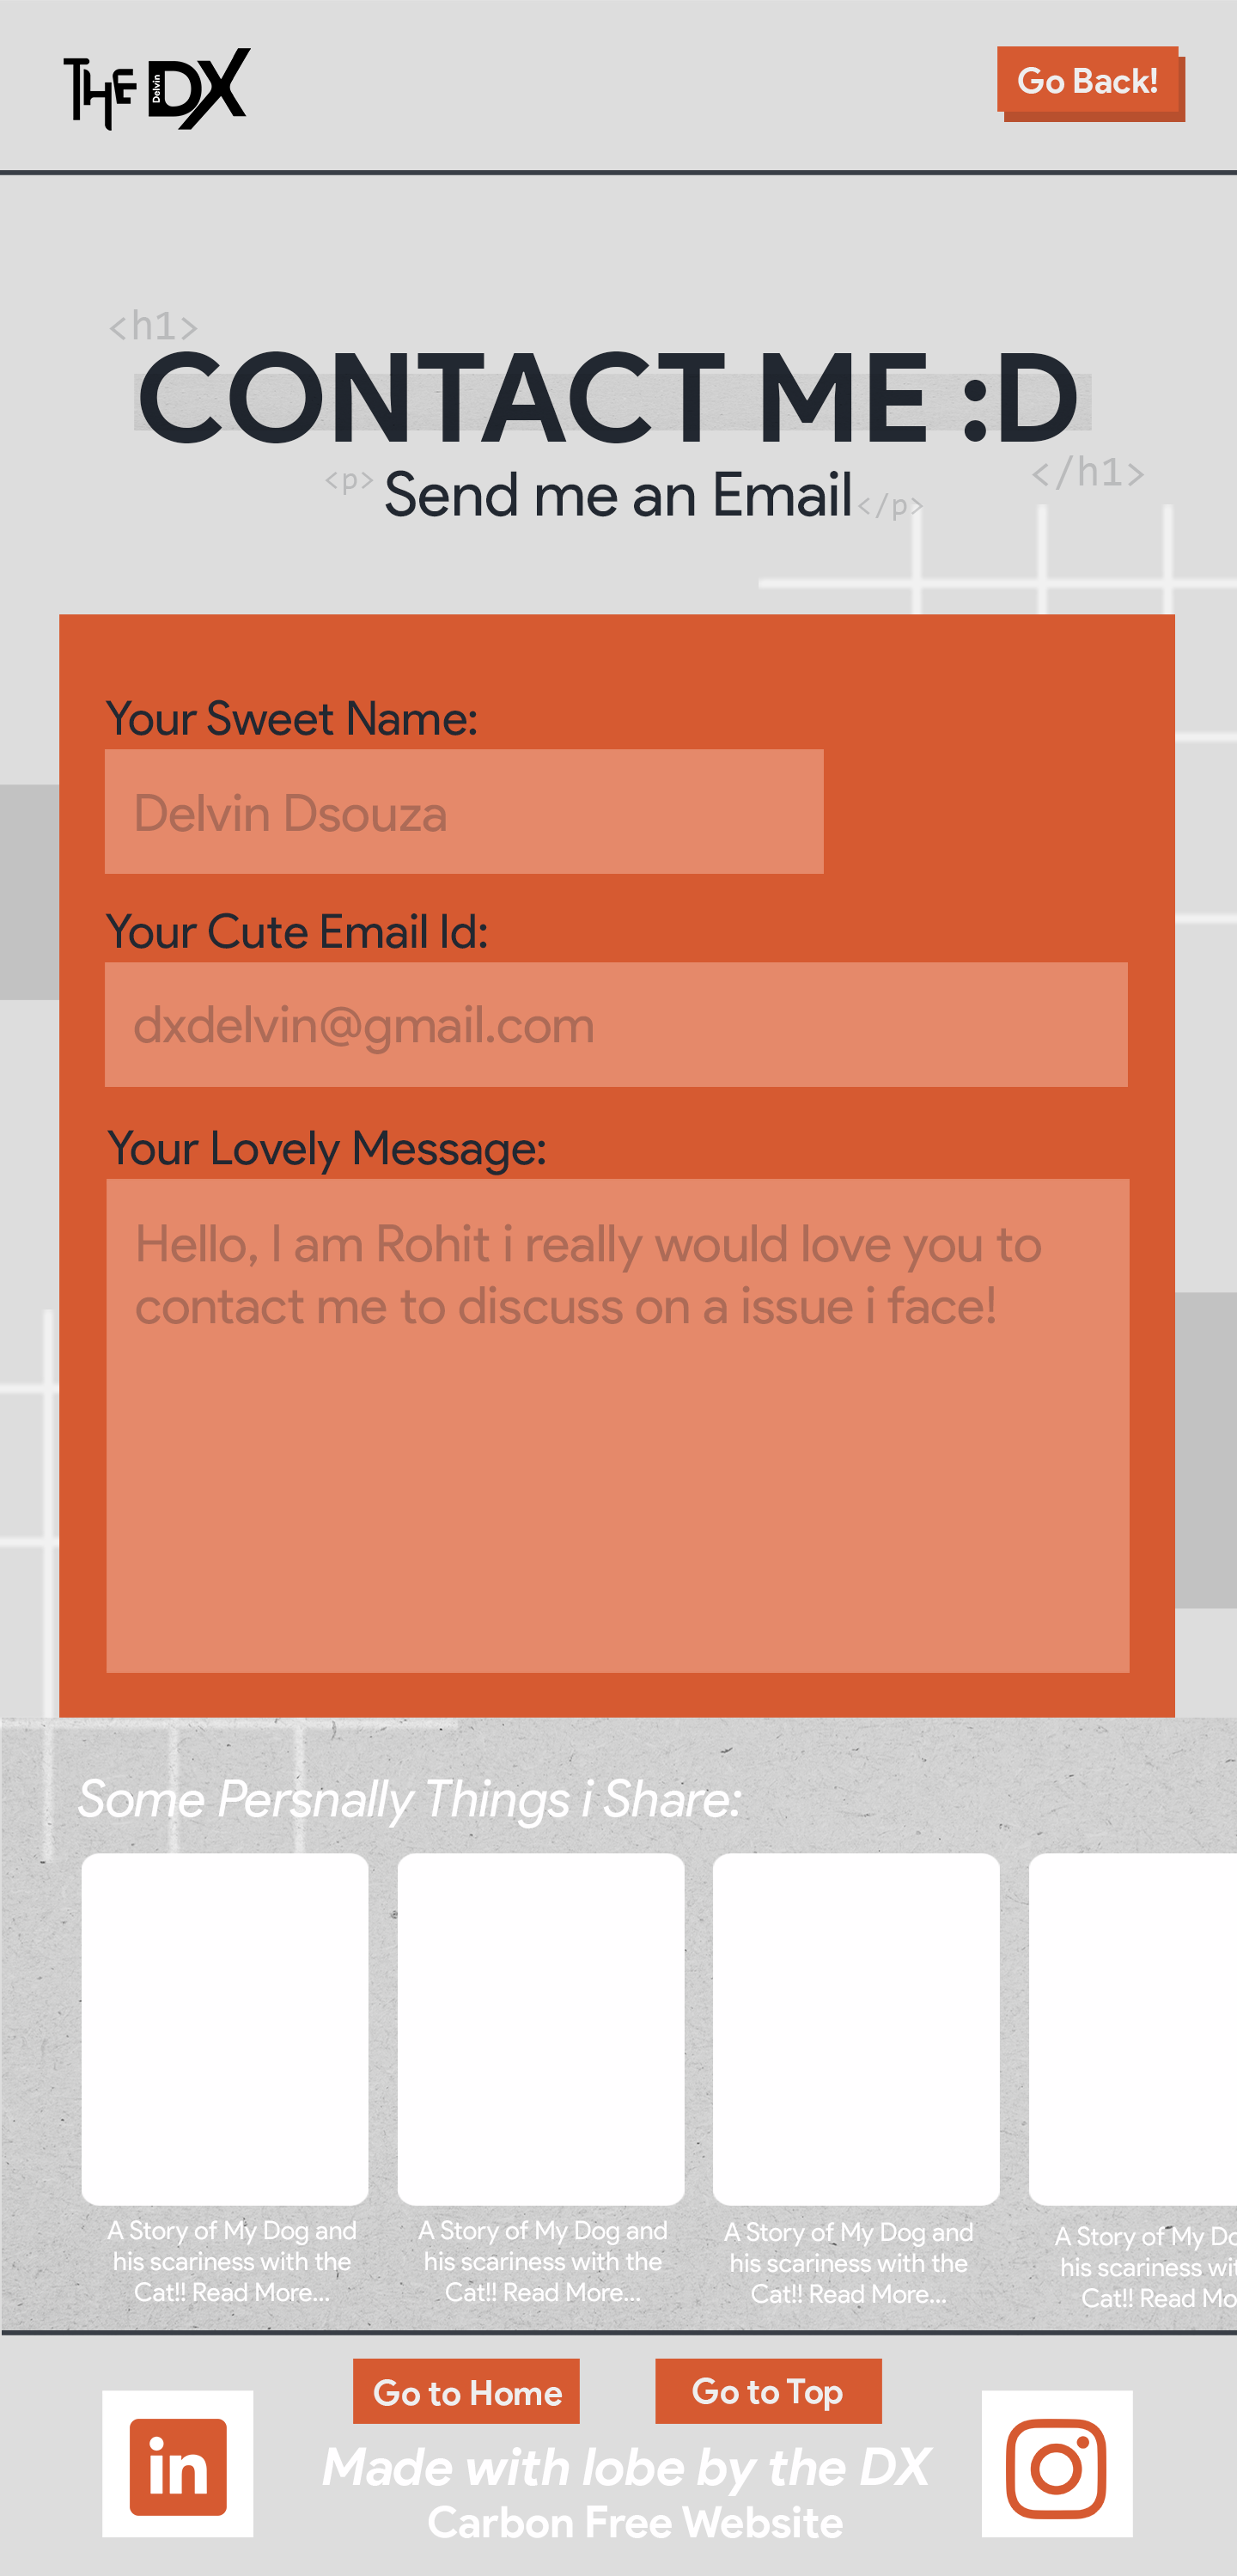 THE Delvin DX
Go Back!
<h1>
CONTACT ME :D
</h1>
<p> Send me an Email </p>
Your Sweet Name:
Delvin Dsouza
Your Cute Email Id:
dxdelvin@gmail.com
Your Lovely Message:
Hello, I am Rohit i really would love you to
contact me to discuss on a issue i face!
Some Persnally Things i Share:
A Story of My Dog and
his scariness with the
Cat!! Read More...
A Story of My Dog and
his scariness with the
Cat!! Read More...
A Story of My Dog and
his scariness with the
Cat!! Read More...
A Story of My Do
his scariness wit
Cat!! Read Mo
Go to Home
Go to Top
in
Made with lobe by the DX
Carbon Free Website